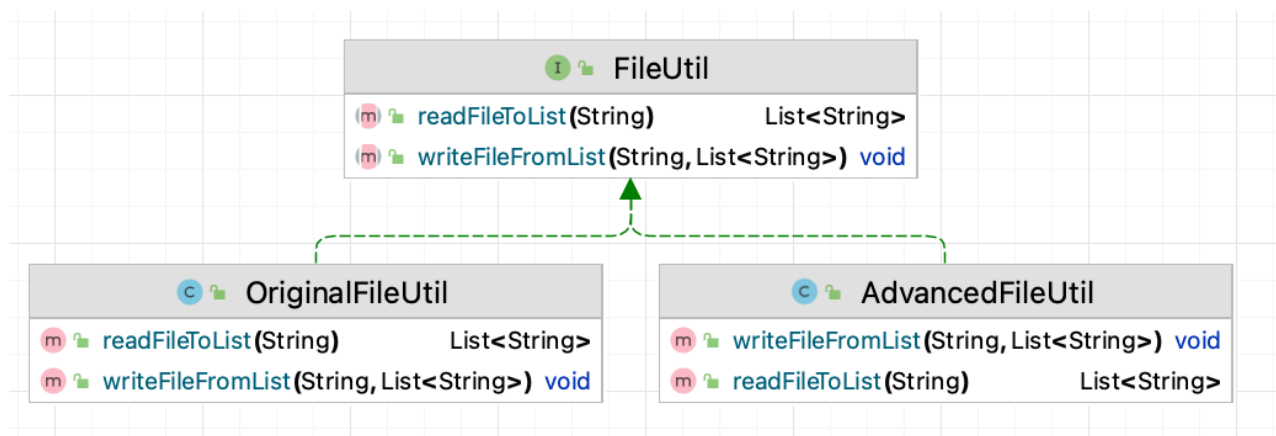 I FileUtil
m readFileToList(String) List<String>
m writeFileFromList(String, List<String>) void
C OriginalFileUtil
m readFileToList(String) List<String>
m writeFileFromList(String, List<String>) void
C AdvancedFileUtil
m writeFileFromList(String, List<String>) void
m readFileToList(String) List<String>